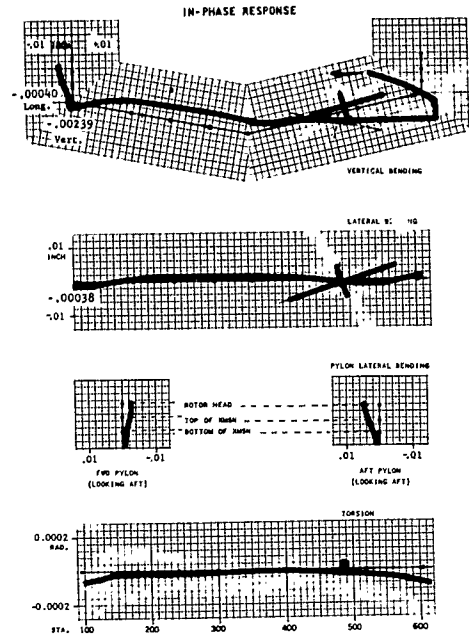 IN-PHASE RESPONSE
-.01
.01
-.00040
Long.
-.00239
Vert.
VERTICAL BENDING
LATERAL
.01
INCH
-.00038
-.01
PYLON LATERAL BENDING
ROTOR HEAD
TOP OF XMSN
BOTTOM OF XMSN
.01 -.01
.01 -.01
FWD PYLON
(LOOKING AFT)
AFT PYLON
(LOOKING AFT)
TORSION
0.0002
RAD.
-0.0002
STA. 100 200 300 400 500 600